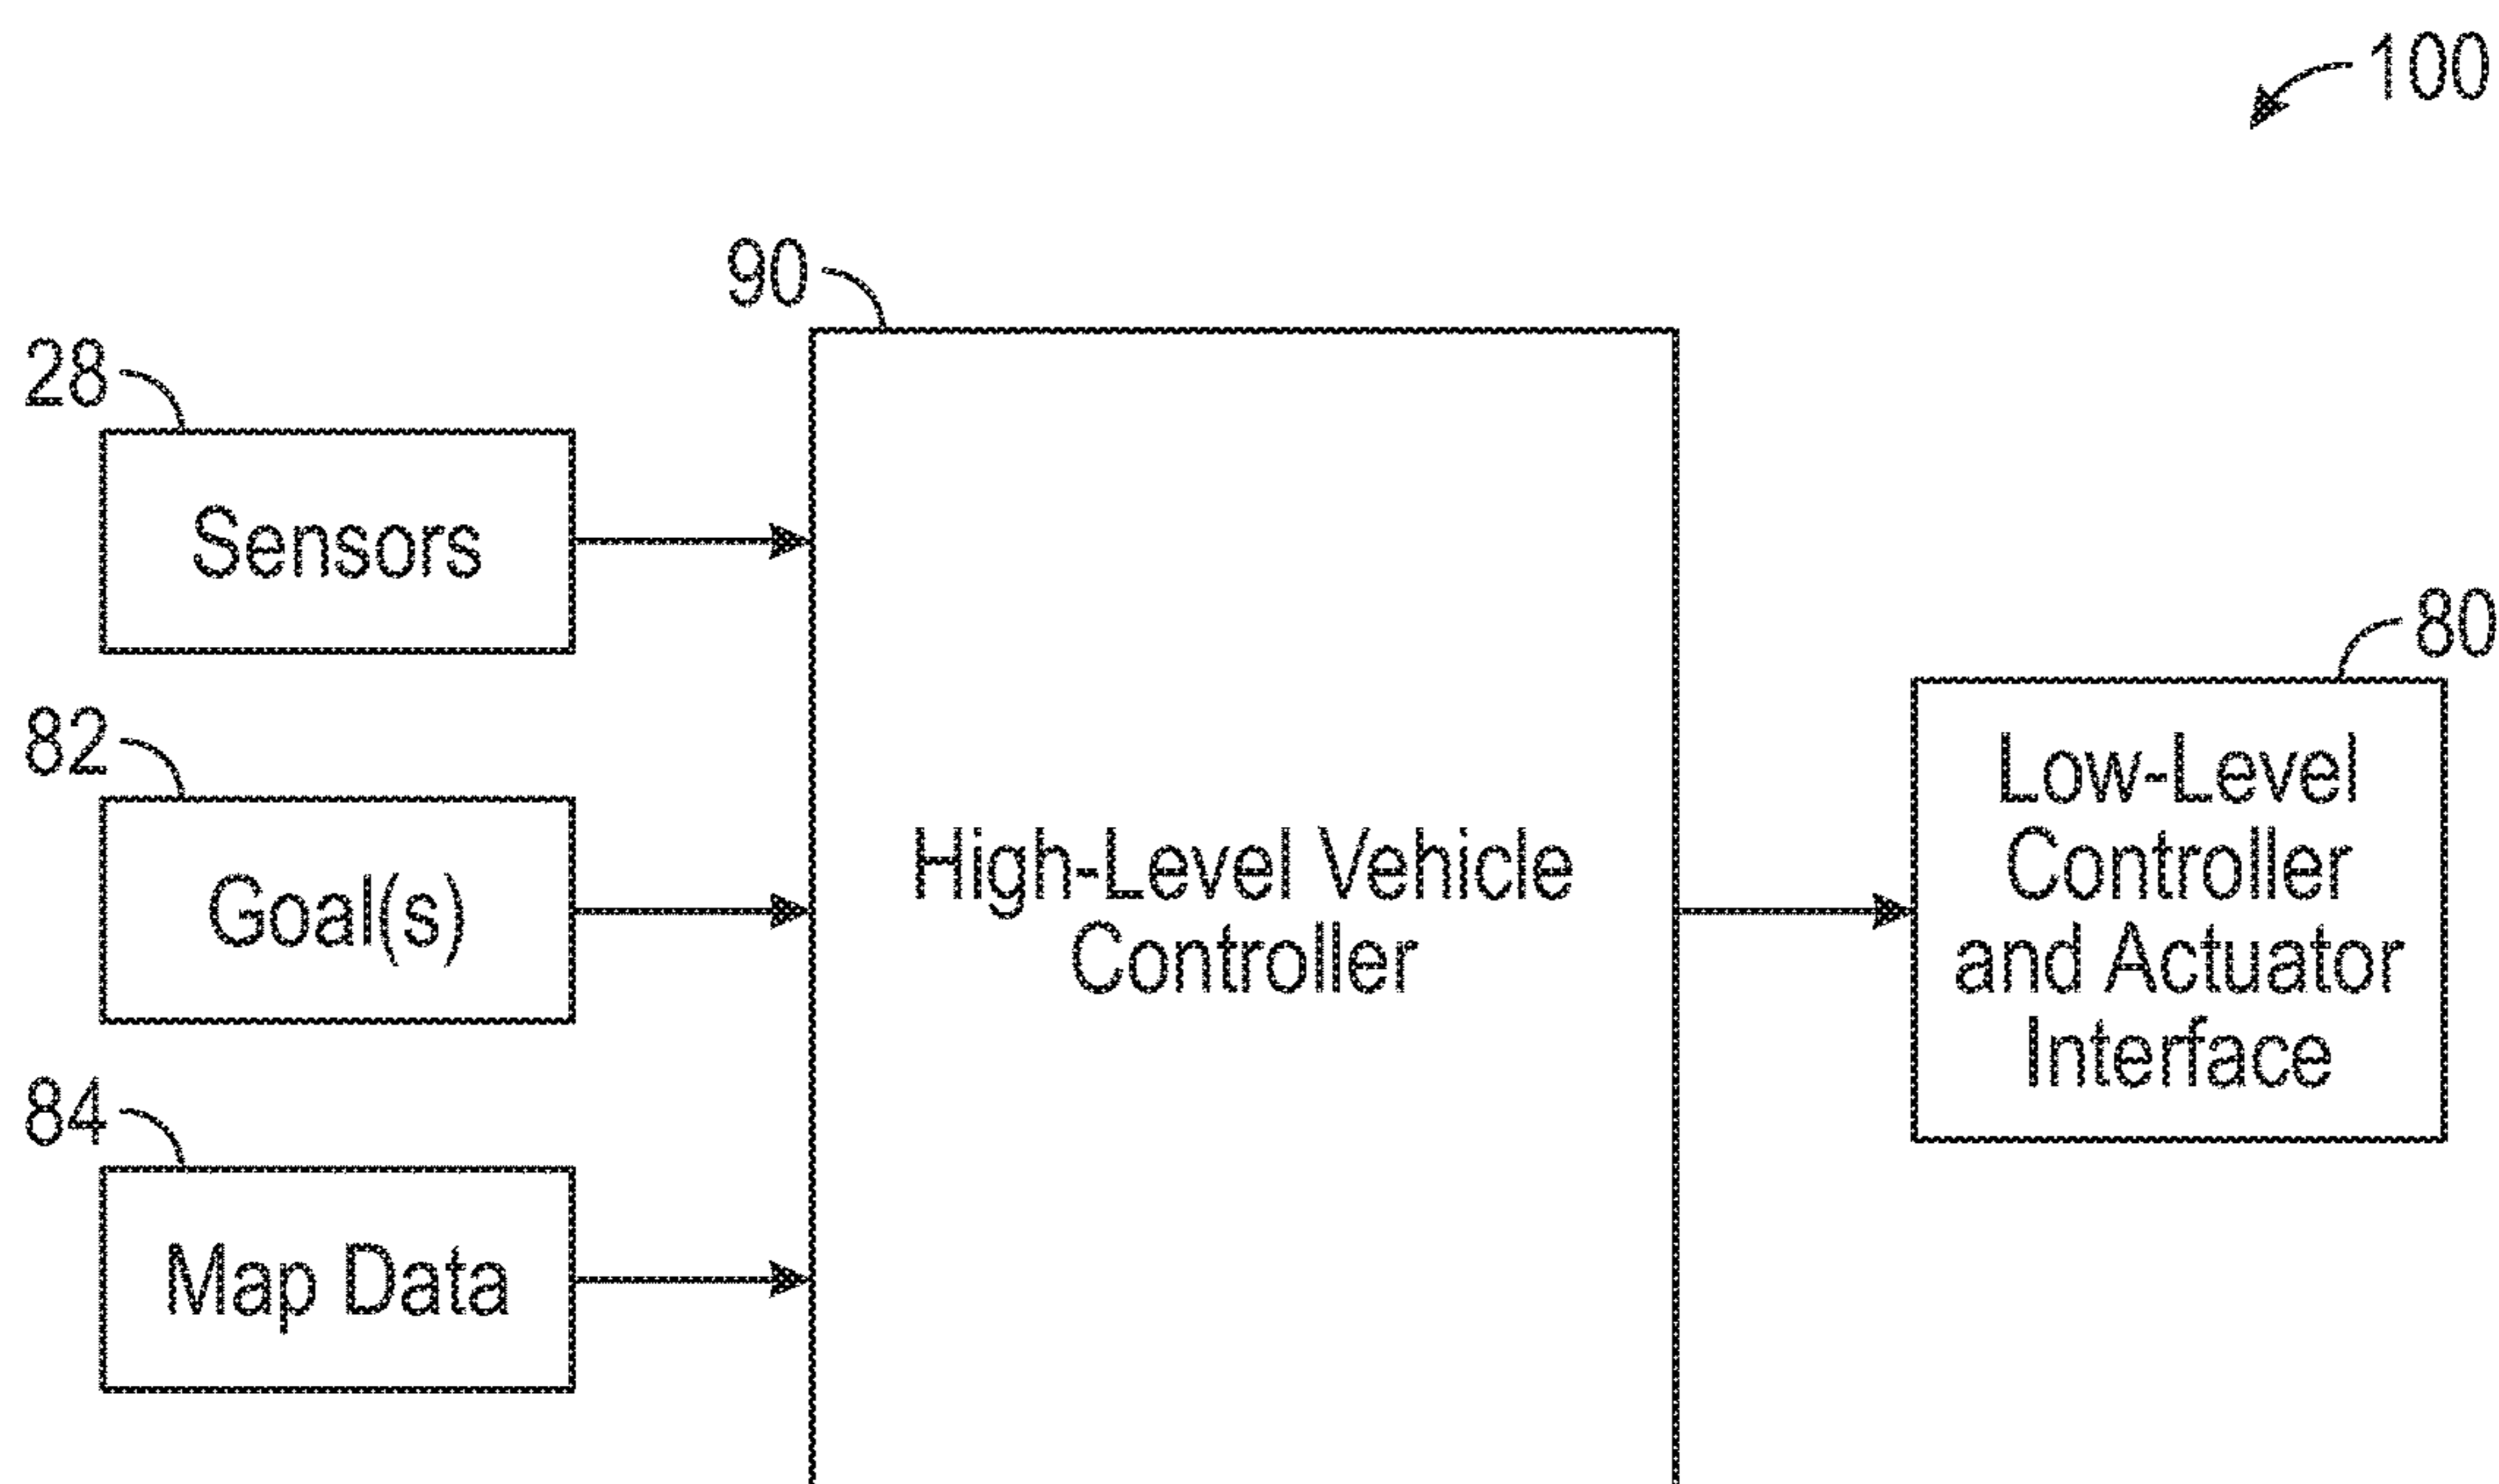 100
90
28
Sensors
80
82
Low-Level
Controller
and Actuator
Interface
Goal(s)
High-Level Vehicle
Controller
84
Map Data